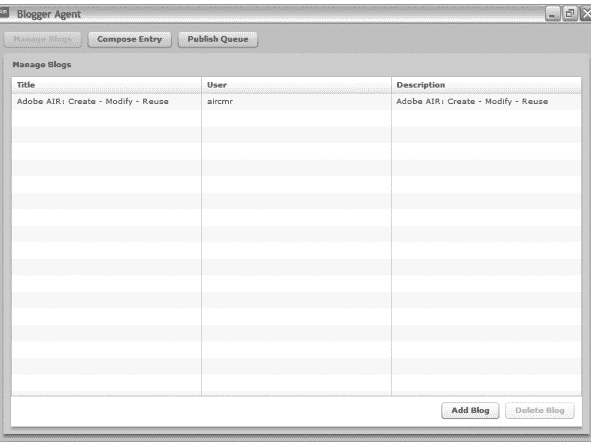 Blogger Agent
Manage Blogs Compose Entry Publish Queue
Manage Blogs
Title User Description
Adobe AIR: Create - Modify - Reuse aircmr Adobe AIR: Create - Modify - Reuse
Add Blog Delete Blog